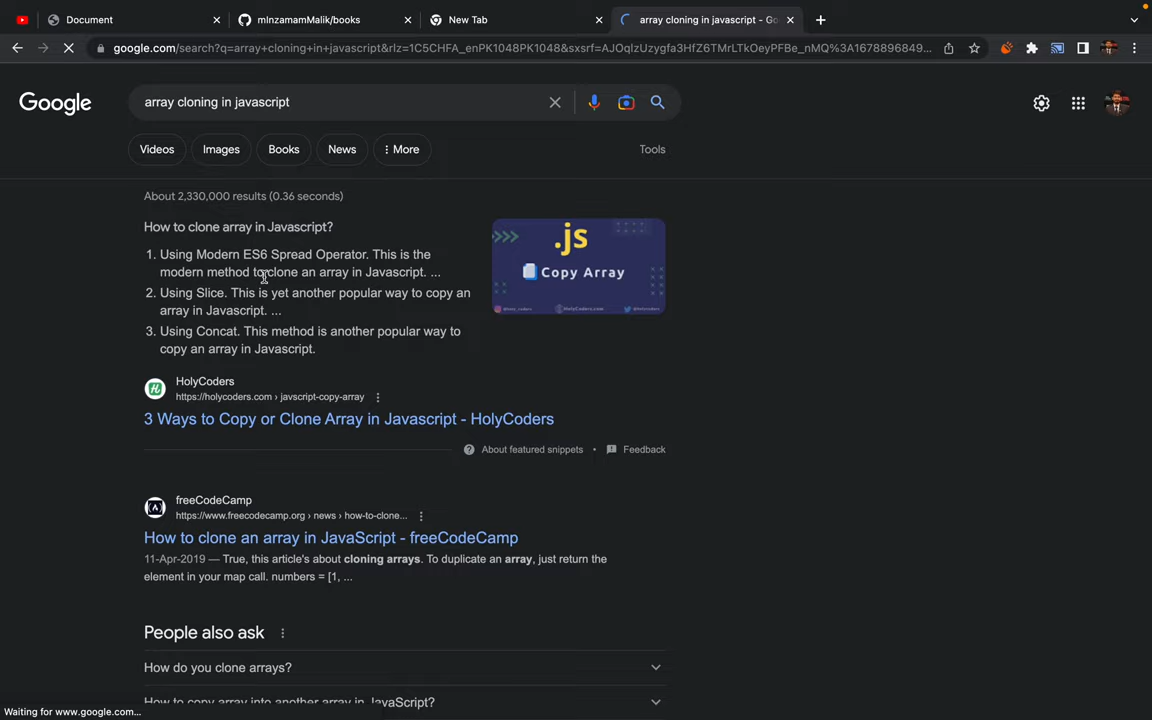 Document
mInzamamMalik/books
New Tab
array cloning in javascript - Go
google.com/search?q=array+cloning+in+javascript&rlz=1C5CHFA_enPK1048PK1048&sxsrf=AJOqIzUzygfa3HfZ6TMrLTkOeyPFBe_nMQ%3A1678896849...
Google
array cloning in javascript
Videos
Images
Books
News
More
Tools
About 2,330,000 results (0.36 seconds)
How to clone array in Javascript?
1. Using Modern ES6 Spread Operator. This is the
modern method to clone an array in Javascript. ...
2. Using Slice. This is yet another popular way to copy an
array in Javascript. ...
3. Using Concat. This method is another popular way to
copy an array in Javascript.
.js
Copy Array
HolyCoders.com
HolyCoders
https://holycoders.com › javscript-copy-array
3 Ways to Copy or Clone Array in Javascript - HolyCoders
About featured snippets
•
Feedback
freeCodeCamp
https://www.freecodecamp.org › news › how-to-clone...
How to clone an array in JavaScript - freeCodeCamp
11-Apr-2019 — True, this article's about cloning arrays. To duplicate an array, just return the
element in your map call. numbers = [1, ...
People also ask
How do you clone arrays?
How to copy array into another array in JavaScript?
Waiting for www.google.com...